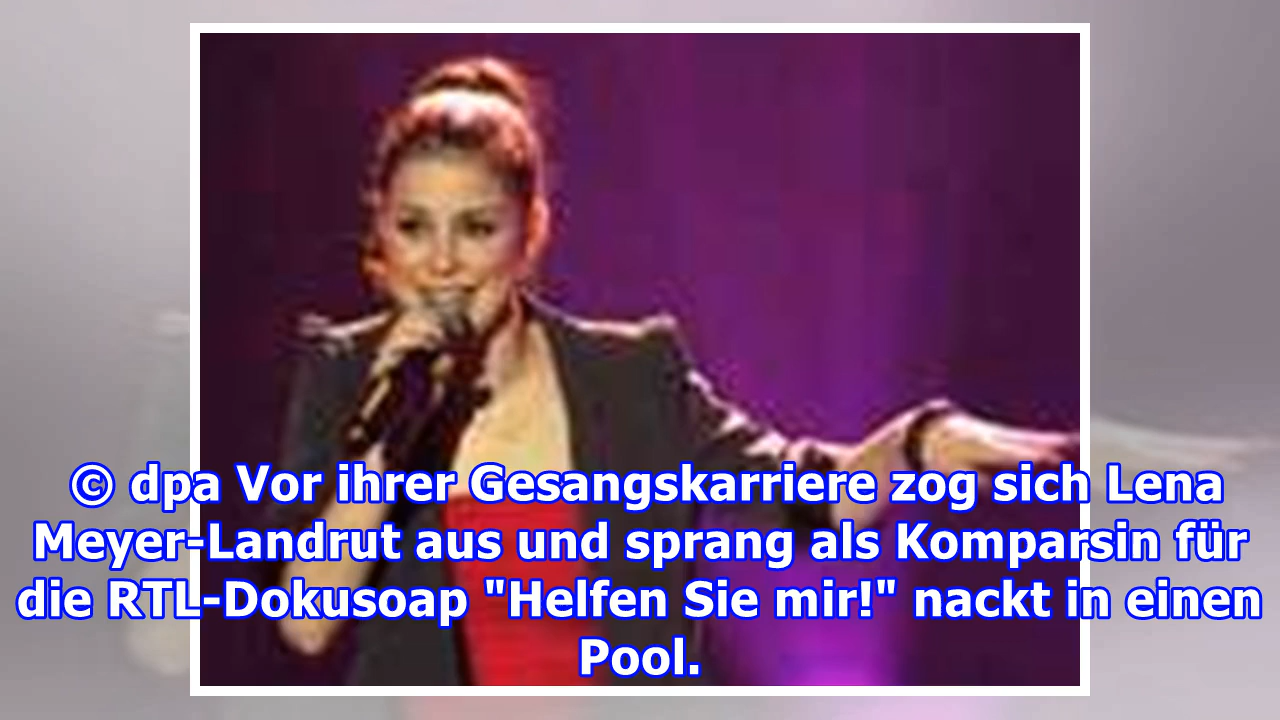 © dpa Vor ihrer Gesangskarriere zog sich Lena
Meyer-Landrut aus und sprang als Komparsin für
die RTL-Dokusoap "Helfen Sie mir!" nackt in einen
Pool.